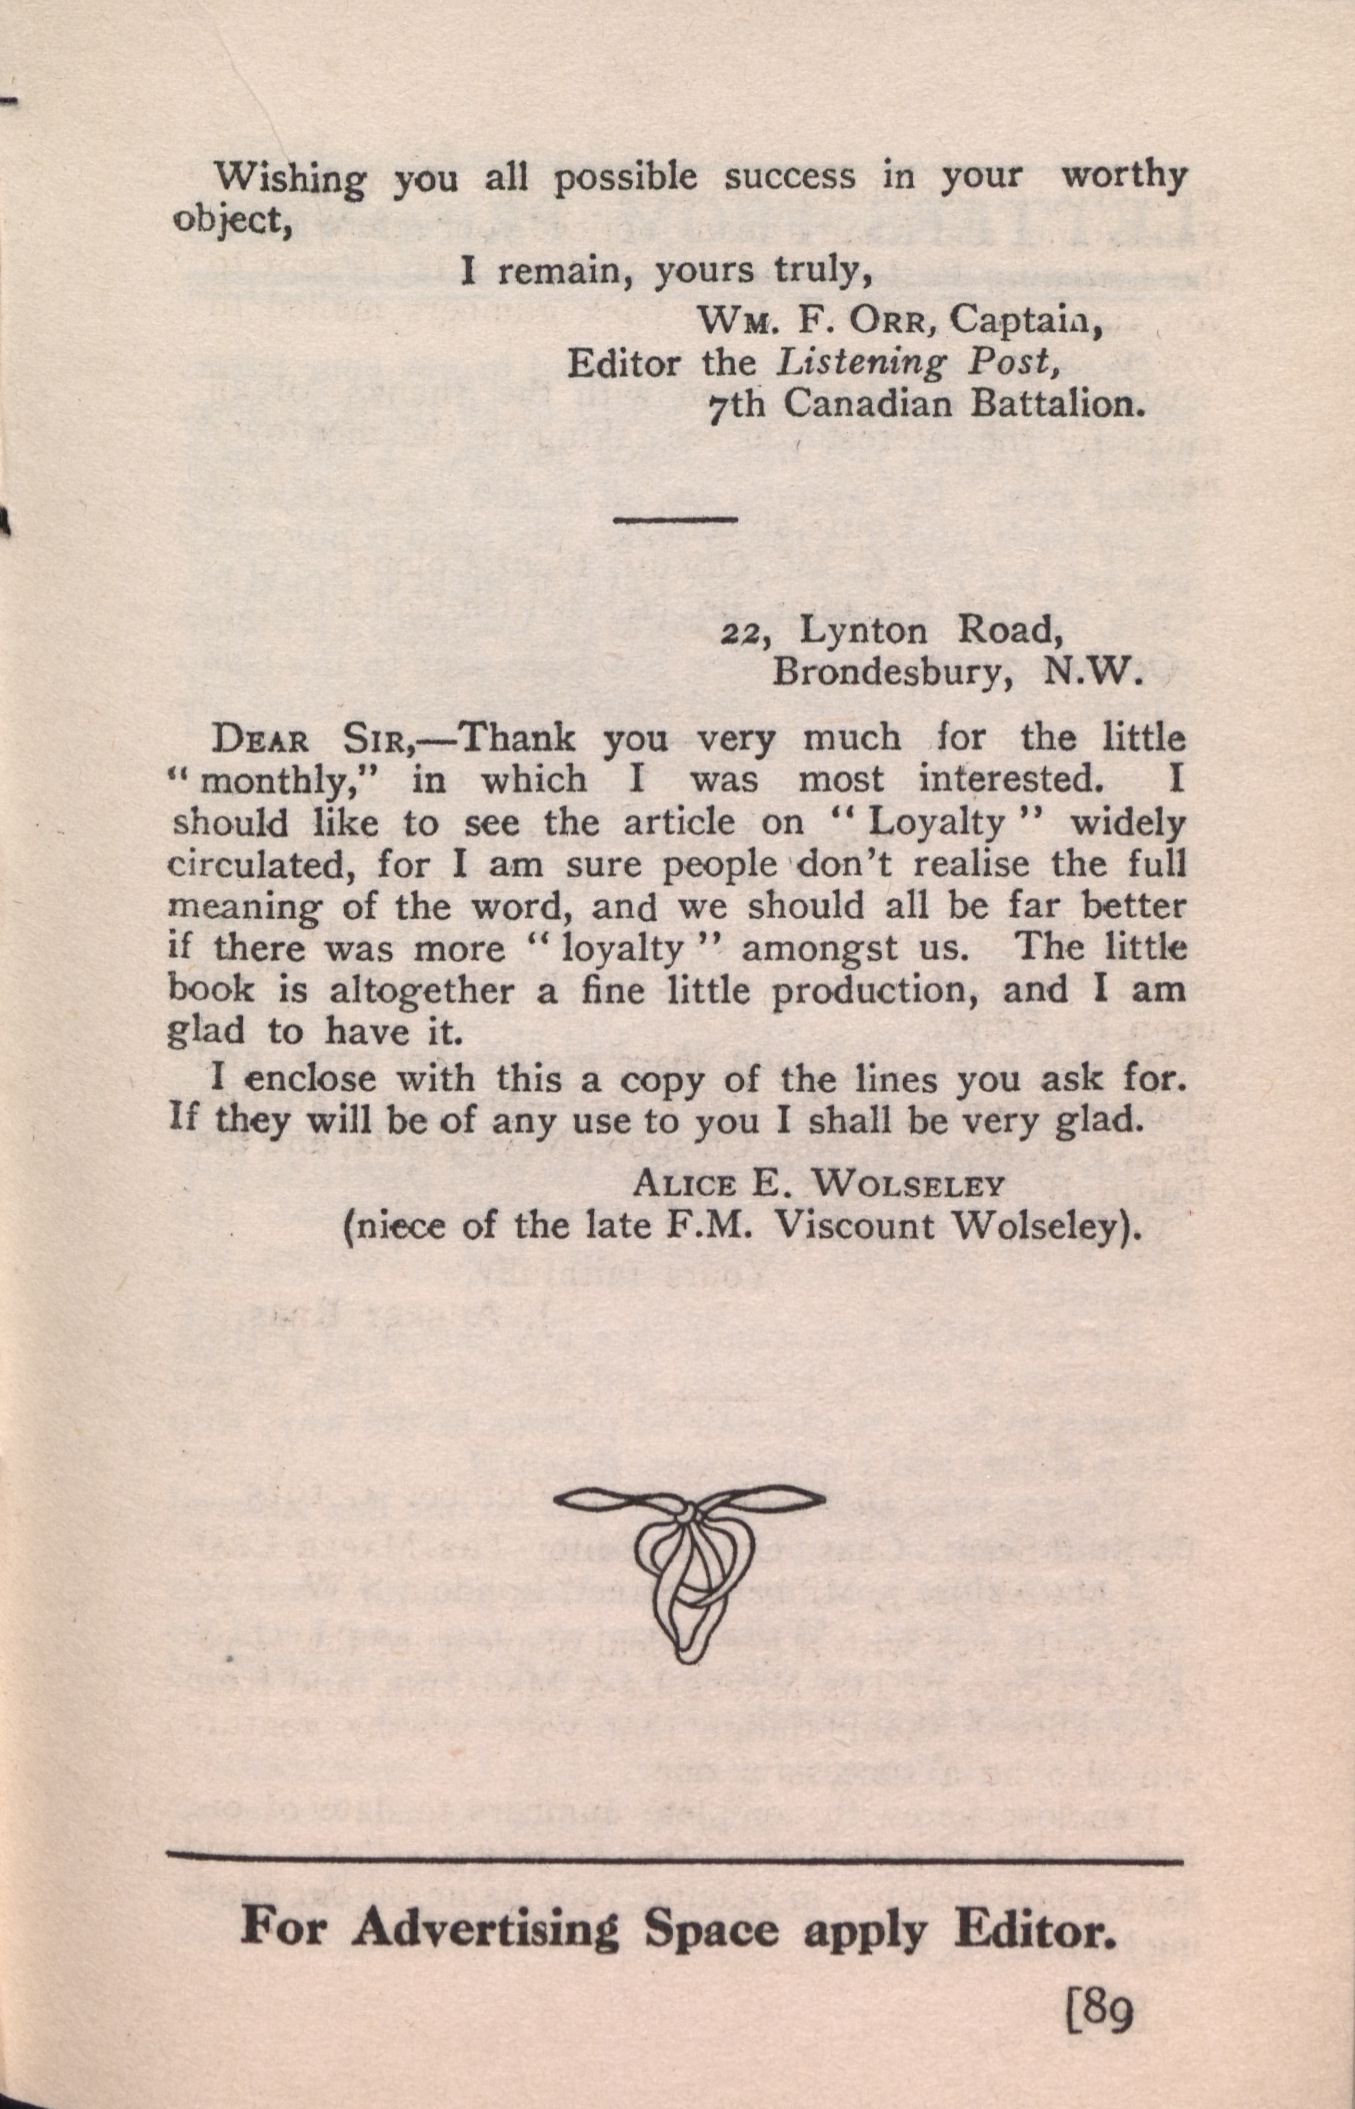 Wishing you all possible success in your worthy
object,
I remain, yours truly,
WM. F. ORR, Captain,
Editor the Listening Post,
7th Canadian Battalion.
22, Lynton Road,
Brondesbury, N.W.
DEAR SIR,—Thank you very much for the little
“ monthly,” in which I was most interested. I
should like to see the article on “ Loyalty ” widely
circulated, for I am sure people don’t realise the full
meaning of the word, and we should all be far better
if there was more “ loyalty ” amongst us. The little
book is altogether a fine little production, and I am
glad to have it.
I enclose with this a copy of the lines you ask for.
If they will be of any use to you I shall be very glad.
ALICE E. WOLSELEY
(niece of the late F.M. Viscount Wolseley).
For Advertising Space apply Editor.
[89